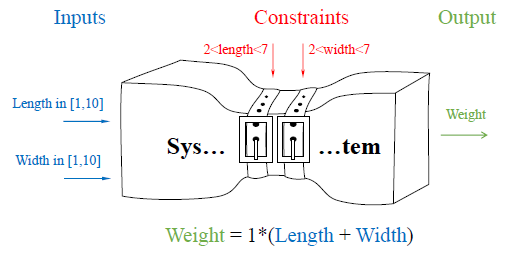 Inputs
Constraints
Output
2<length<7
2<width<7
Length in [1,10]
Weight
Sys...
...tem
Width in [1,10]
Weight = 1*(Length + Width)